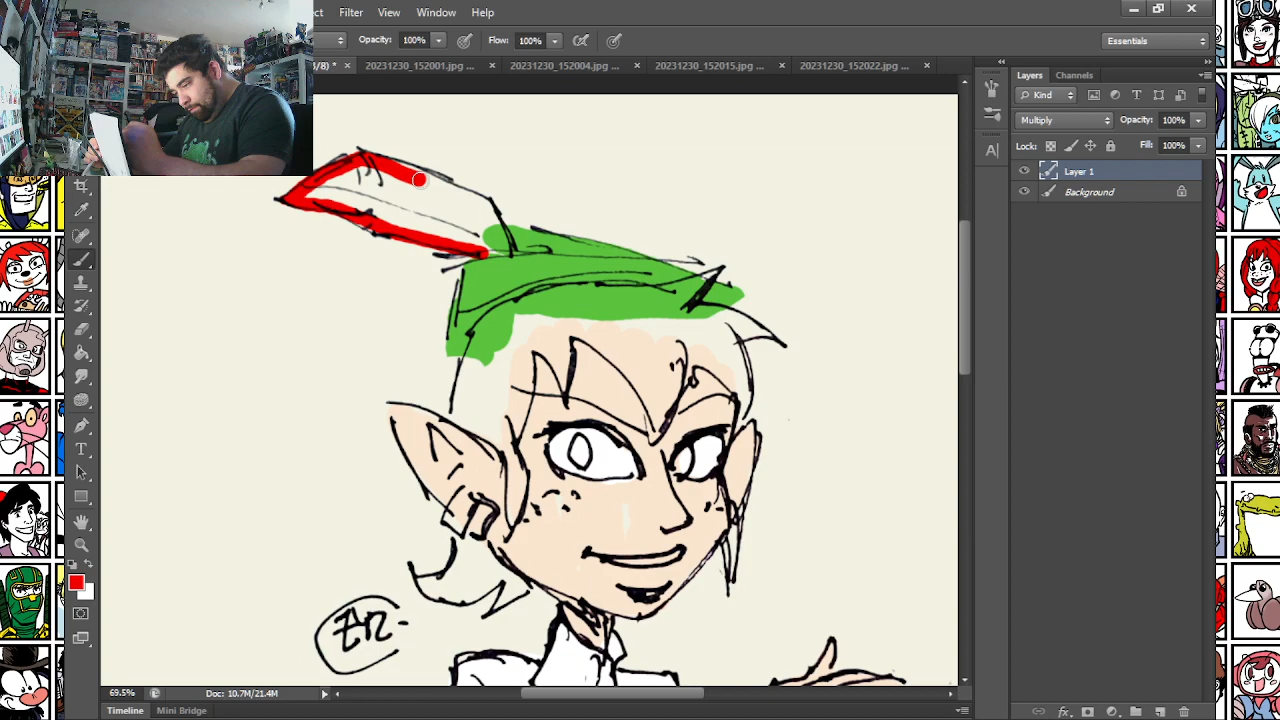 Filter View Window Help
Opacity: 100% Flow: 100% Essentials
/8) * × 20231230_152001.jpg ... × 20231230_152004.jpg ... × 20231230_152015.jpg ... × 20231230_152022.jpg ... ×
Layers Channels
Kind
Multiply Opacity: 100%
Lock: Fill: 100%
Layer 1
Background
69.5% Doc: 10.7M/21.4M
Timeline Mini Bridge